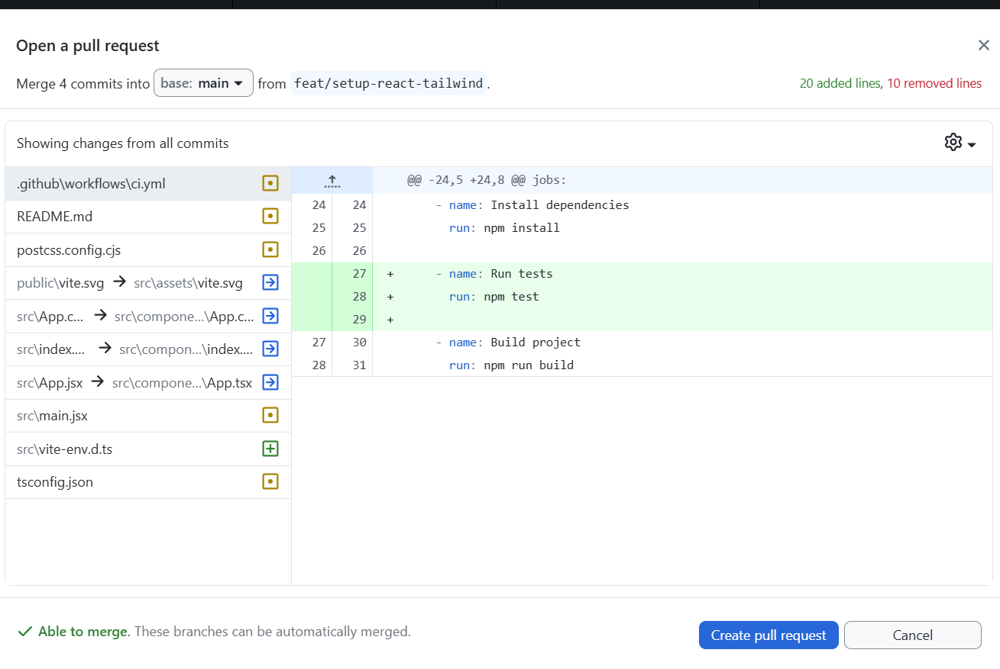 Open a pull request
Merge 4 commits into base: main from feat/setup-react-tailwind.
20 added lines, 10 removed lines
Showing changes from all commits
.github\workflows\ci.yml
README.md
postcss.config.cjs
public\vite.svg → src\assets\vite.svg
src\App.c... → src\compone...\App.c...
src\index.... → src\compon...\index....
src\App.jsx → src\compone...\App.tsx
src\main.jsx
src\vite-env.d.ts
tsconfig.json
@@ -24,5 +24,8 @@ jobs:
24 24 - name: Install dependencies
25 25 run: npm install
26 26
27 + - name: Run tests
28 + run: npm test
29 +
27 30 - name: Build project
28 31 run: npm run build
Able to merge. These branches can be automatically merged.
Create pull request
Cancel